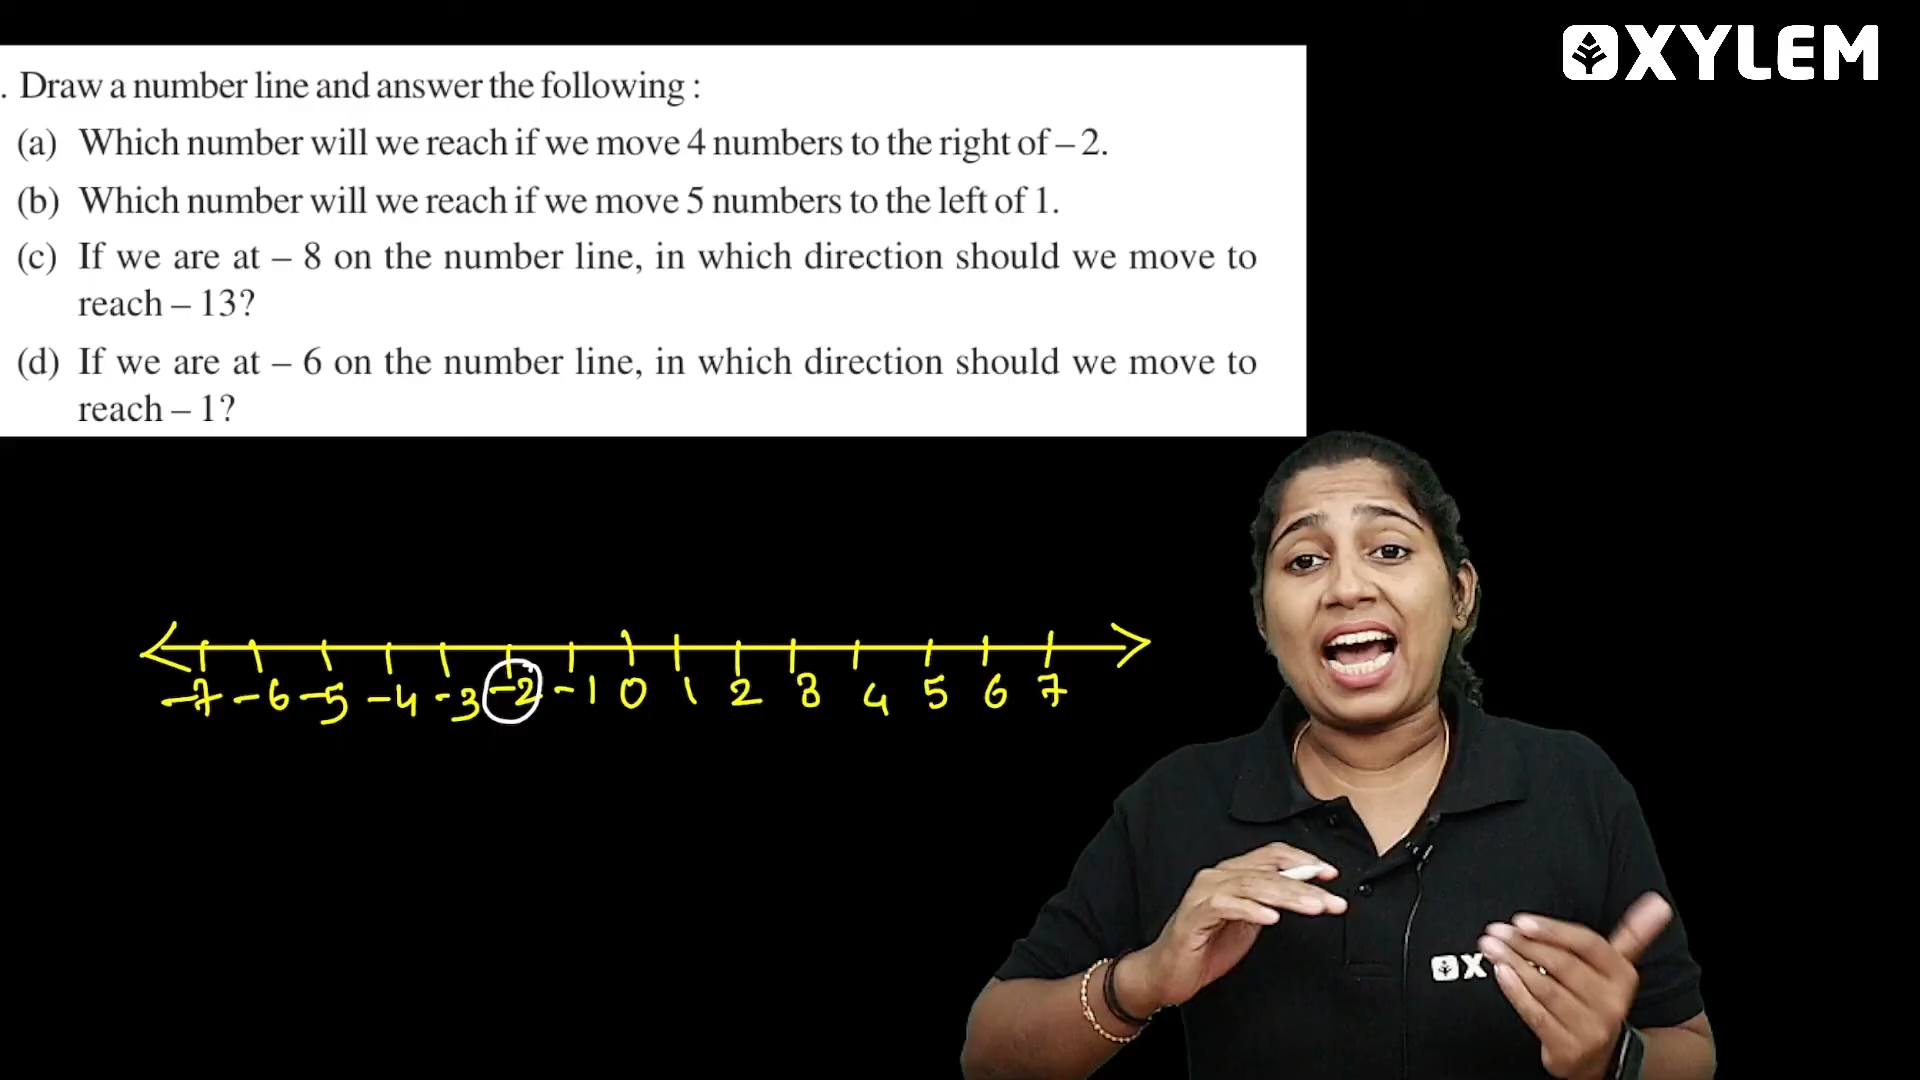 OXYLEM
. Draw a number line and answer the following :
(a) Which number will we reach if we move 4 numbers to the right of – 2.
(b) Which number will we reach if we move 5 numbers to the left of 1.
(c) If we are at – 8 on the number line, in which direction should we move to
reach – 13?
(d) If we are at – 6 on the number line, in which direction should we move to
reach – 1?
-7 -6 -5 -4 -3 -2 -1 0 1 2 3 4 5 6 7
OX